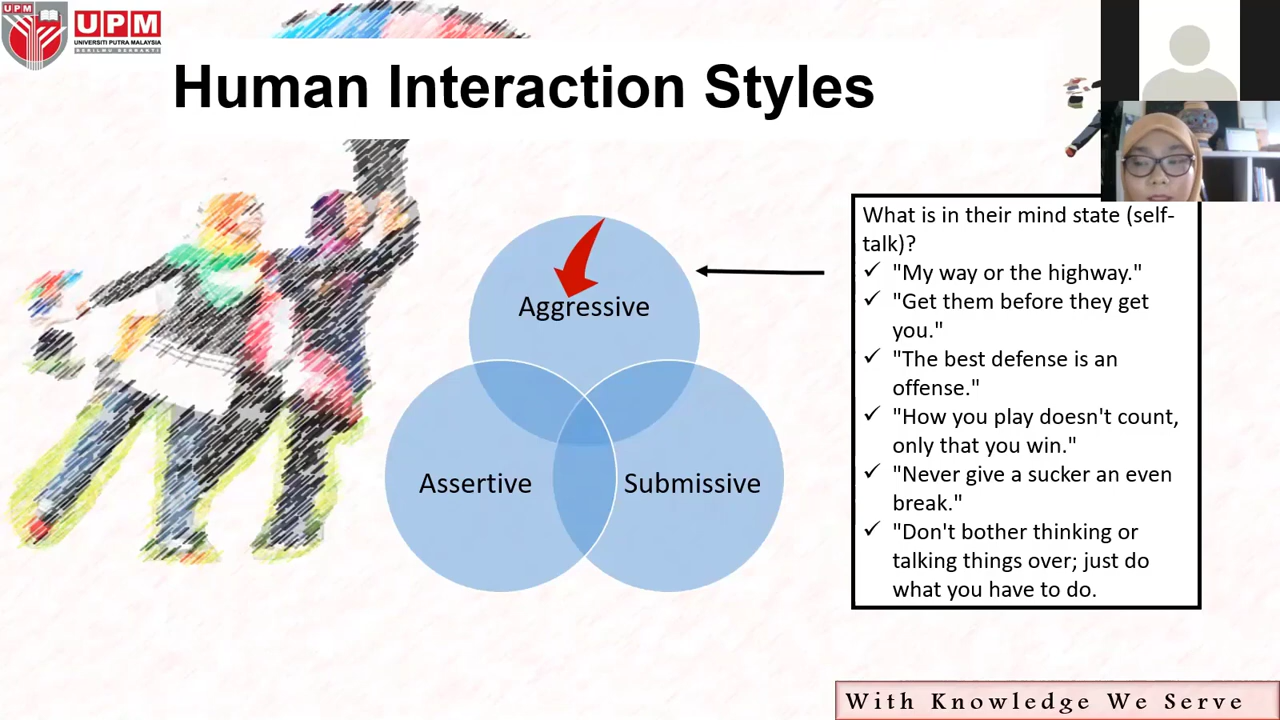 UPM
UPM
UNIVERSITI PUTRA MALAYSIA
BERILMU BERBAKTI
Human Interaction Styles
Aggressive
Assertive
Submissive
What is in their mind state (self-
talk)?
✓ "My way or the highway."
✓ "Get them before they get
you."
✓ "The best defense is an
offense."
✓ "How you play doesn't count,
only that you win."
✓ "Never give a sucker an even
break."
✓ "Don't bother thinking or
talking things over; just do
what you have to do.
With Knowledge We Serve